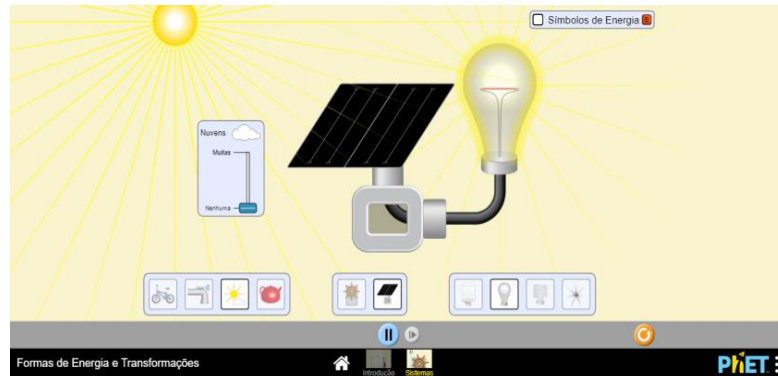 Símbolos de Energia E
Nuvens
Muitas
Nenhuma
Formas de Energia e Transformações
Introdução
Sistemas
PhET